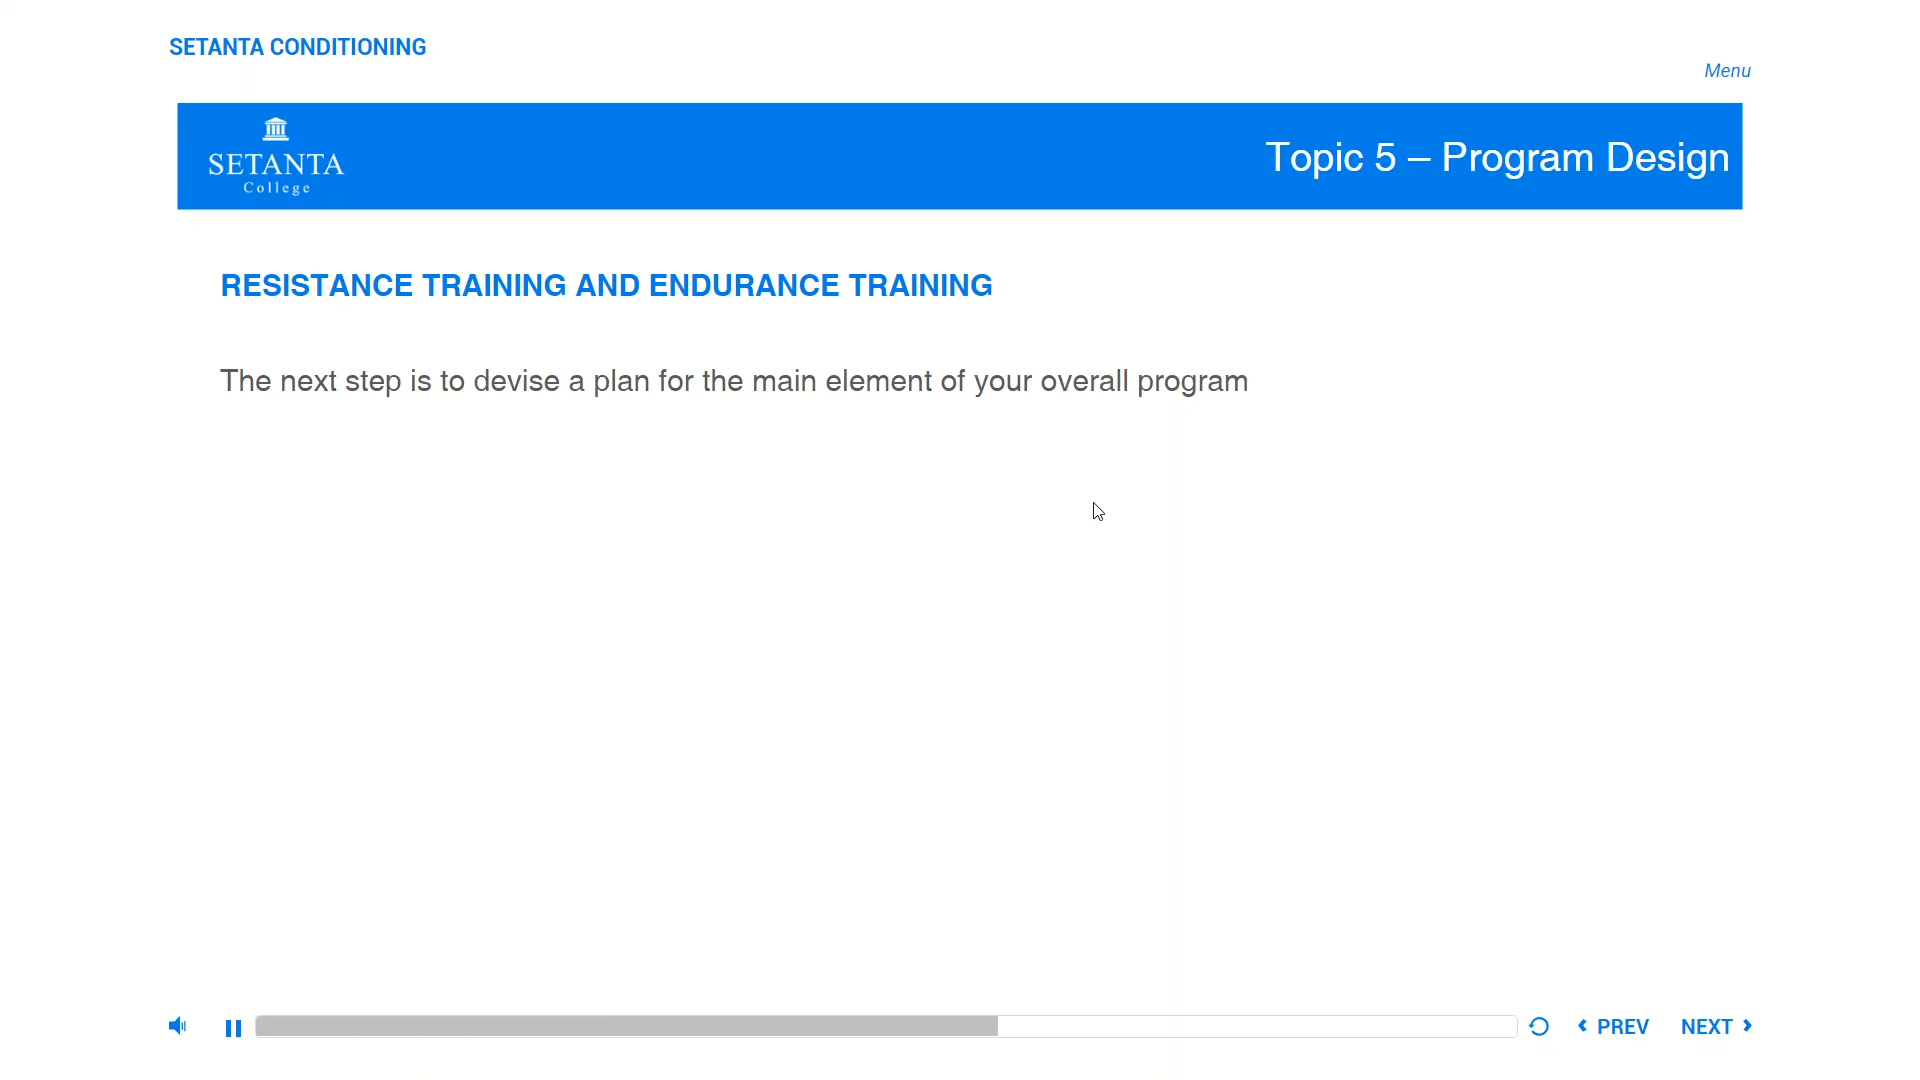 SETANTA CONDITIONING
Menu
SETANTA
College
Topic 5 – Program Design
RESISTANCE TRAINING AND ENDURANCE TRAINING
The next step is to devise a plan for the main element of your overall program
PREV
NEXT